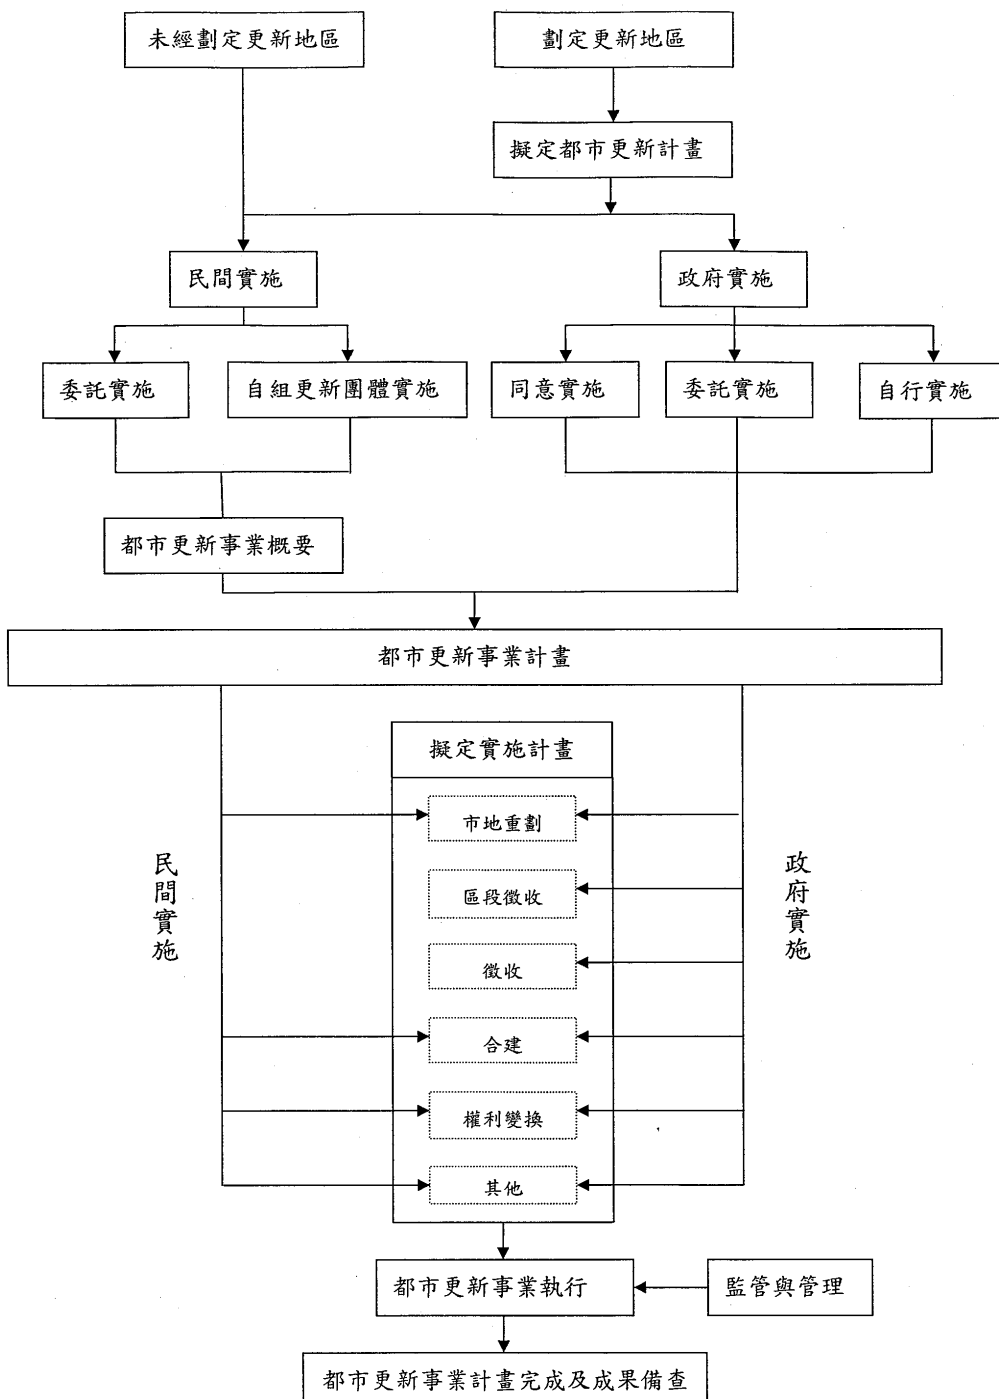 未經劃定更新地區
劃定更新地區
擬定都市更新計畫
民間實施
政府實施
委託實施
自組更新團體實施
同意實施
委託實施
自行實施
都市更新事業概要
都市更新事業計畫
擬定實施計畫
市地重劃
區段徵收
徵收
合建
權利變換
其他
民間實施
政府實施
都市更新事業執行
監管與管理
都市更新事業計畫完成及成果備查